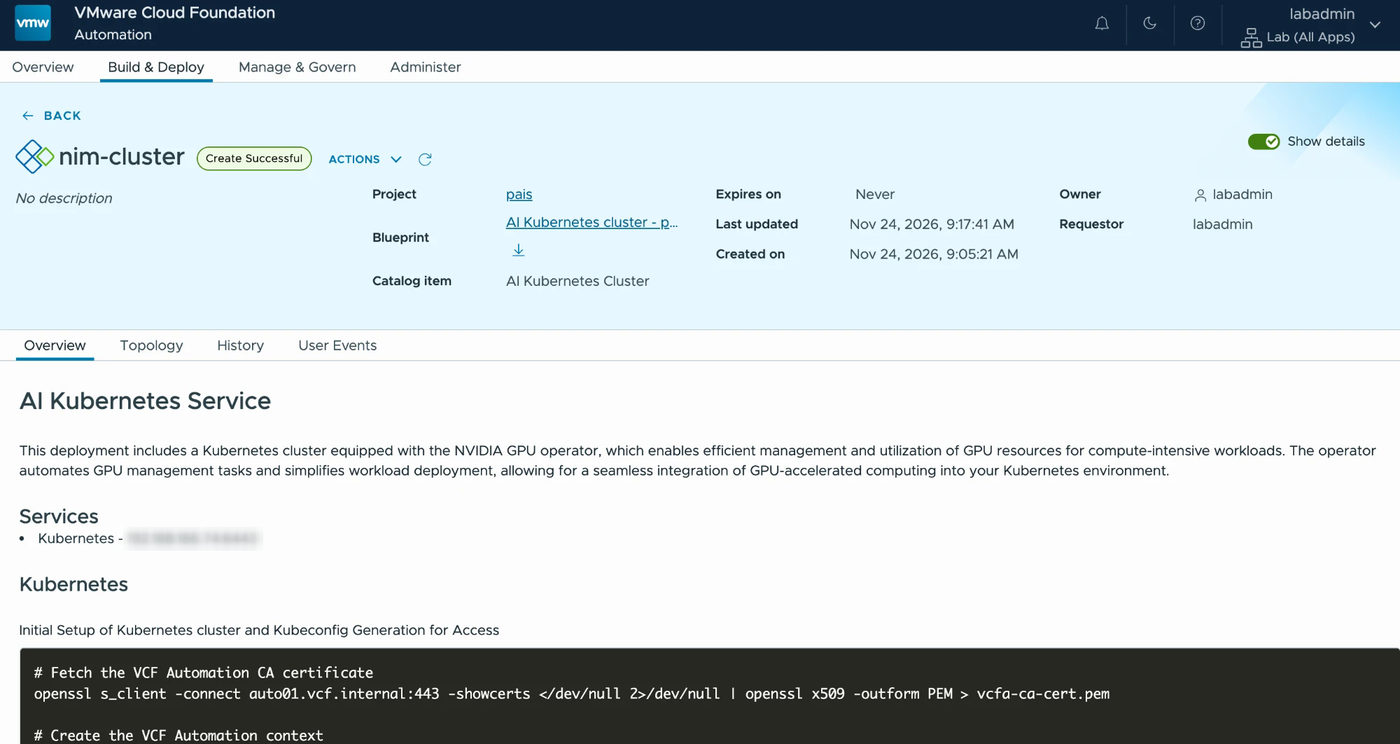 vmw
VMware Cloud Foundation
Automation
labadmin
Lab (All Apps)
Overview
Build & Deploy
Manage & Govern
Administer
BACK
nim-cluster
Create Successful
ACTIONS
Show details
No description
Project
pais
Blueprint
AI Kubernetes cluster - p...
Catalog item
AI Kubernetes Cluster
Expires on
Never
Last updated
Nov 24, 2026, 9:17:41 AM
Created on
Nov 24, 2026, 9:05:21 AM
Owner
labadmin
Requestor
labadmin
Overview
Topology
History
User Events
AI Kubernetes Service
This deployment includes a Kubernetes cluster equipped with the NVIDIA GPU operator, which enables efficient management and utilization of GPU resources for compute-intensive workloads. The operator
automates GPU management tasks and simplifies workload deployment, allowing for a seamless integration of GPU-accelerated computing into your Kubernetes environment.
Services
• Kubernetes -
Kubernetes
Initial Setup of Kubernetes cluster and Kubeconfig Generation for Access
# Fetch the VCF Automation CA certificate
openssl s_client -connect auto01.vcf.internal:443 -showcerts </dev/null 2>/dev/null | openssl x509 -outform PEM > vcfa-ca-cert.pem
# Create the VCF Automation context